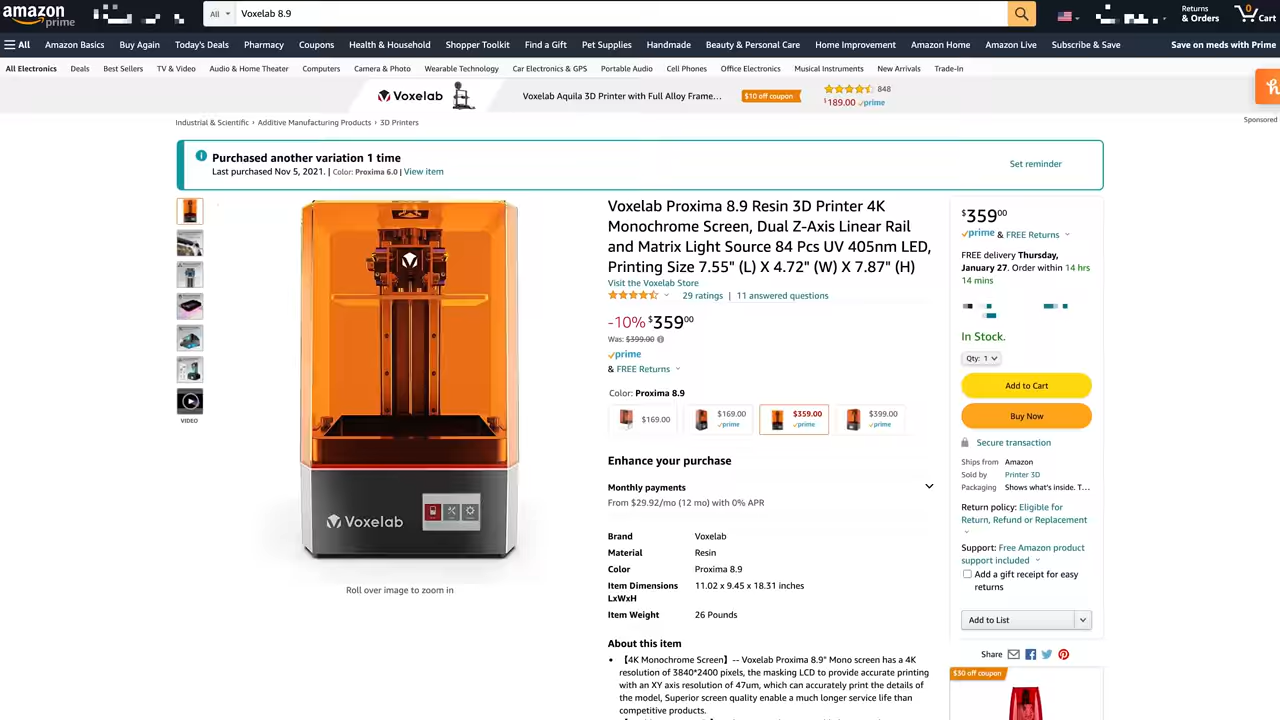 amazon
prime
All
Voxelab 8.9
Returns
& Orders
Cart
All
Amazon Basics
Buy Again
Today's Deals
Pharmacy
Coupons
Health & Household
Shopper Toolkit
Find a Gift
Pet Supplies
Handmade
Beauty & Personal Care
Home Improvement
Amazon Home
Amazon Live
Subscribe & Save
Save on meds with Prime
All Electronics
Deals
Best Sellers
TV & Video
Audio & Home Theater
Computers
Camera & Photo
Wearable Technology
Car Electronics & GPS
Portable Audio
Cell Phones
Office Electronics
Musical Instruments
New Arrivals
Trade-In
Voxelab
Voxelab Aquila 3D Printer with Full Alloy Frame…
$10 off coupon
848
$189.00 prime
h
Sponsored
Industrial & Scientific › Additive Manufacturing Products › 3D Printers
Purchased another variation 1 time
Last purchased Nov 5, 2021. | Color: Proxima 6.0 | View item
Set reminder
VIDEO
Voxelab
Roll over image to zoom in
Voxelab Proxima 8.9 Resin 3D Printer 4K
Monochrome Screen, Dual Z-Axis Linear Rail
and Matrix Light Source 84 Pcs UV 405nm LED,
Printing Size 7.55" (L) X 4.72" (W) X 7.87" (H)
Visit the Voxelab Store
29 ratings | 11 answered questions
-10% $359 00
Was: $399.00
prime
& FREE Returns
Color: Proxima 8.9
$169.00
$169.00
prime
$359.00
prime
$399.00
prime
Enhance your purchase
Monthly payments
From $29.92/mo (12 mo) with 0% APR
Brand Voxelab
Material Resin
Color Proxima 8.9
Item Dimensions 11.02 x 9.45 x 18.31 inches
LxWxH
Item Weight 26 Pounds
About this item
• 【4K Monochrome Screen】-- Voxelab Proxima 8.9" Mono screen has a 4K
resolution of 3840*2400 pixels, the masking LCD to provide accurate printing
with an XY axis resolution of 47um, which can accurately print the details of
the model, Superior screen quality enable a much longer service life than
competitive products.
$359 00
prime & FREE Returns
FREE delivery Thursday,
January 27. Order within 14 hrs
14 mins
In Stock.
Qty: 1
Add to Cart
Buy Now
Secure transaction
Ships from Amazon
Sold by Printer 3D
Packaging Shows what's inside. T…
Return policy: Eligible for
Return, Refund or Replacement
Support: Free Amazon product
support included
Add a gift receipt for easy
returns
Add to List
Share
$30 off coupon